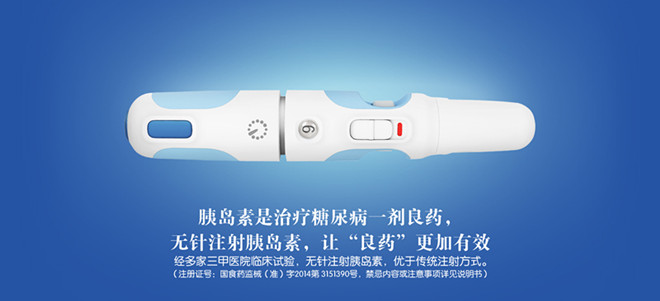 6
胰岛素是治疗糖尿病一剂良药，
无针注射胰岛素，让“良药”更加有效
经多家三甲医院临床试验，无针注射胰岛素，优于传统注射方式。
（注册证号：国食药监械（准）字2014第 3151390号，禁忌内容或注意事项详见说明书）